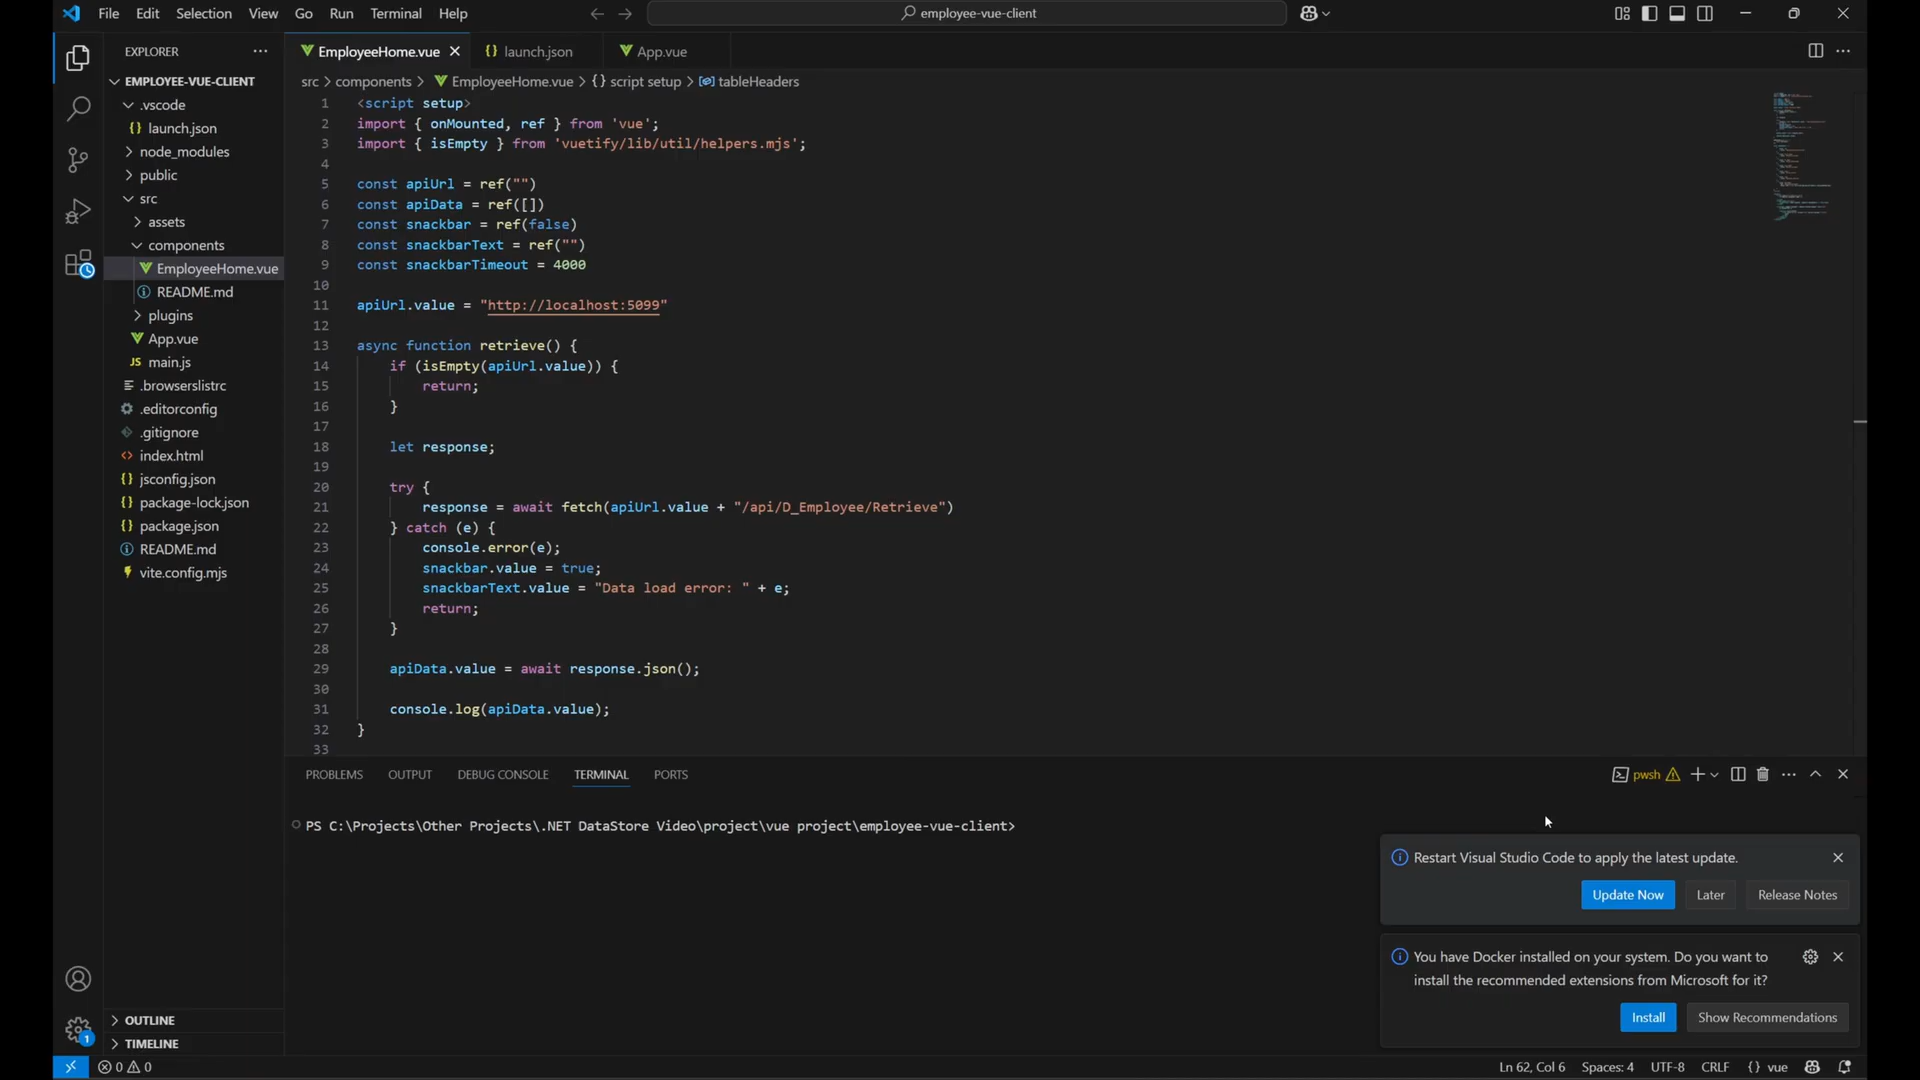 File Edit Selection View Go Run Terminal Help
employee-vue-client
EXPLORER
EMPLOYEE-VUE-CLIENT
.vscode
{} launch.json
node_modules
public
src
assets
components
EmployeeHome.vue
README.md
plugins
App.vue
JS main.js
.browserslistrc
.editorconfig
.gitignore
<> index.html
{} jsconfig.json
{} package-lock.json
{} package.json
README.md
vite.config.mjs
OUTLINE
TIMELINE
1
EmployeeHome.vue {} launch.json App.vue
src > components > EmployeeHome.vue > {} script setup > tableHeaders
1 <script setup>
2 import { onMounted, ref } from 'vue';
3 import { isEmpty } from 'vuetify/lib/util/helpers.mjs';
4
5 const apiUrl = ref("")
6 const apiData = ref([])
7 const snackbar = ref(false)
8 const snackbarText = ref("")
9 const snackbarTimeout = 4000
10
11 apiUrl.value = "http://localhost:5099"
12
13 async function retrieve() {
14 if (isEmpty(apiUrl.value)) {
15 return;
16 }
17
18 let response;
19
20 try {
21 response = await fetch(apiUrl.value + "/api/D_Employee/Retrieve")
22 } catch (e) {
23 console.error(e);
24 snackbar.value = true;
25 snackbarText.value = "Data load error: " + e;
26 return;
27 }
28
29 apiData.value = await response.json();
30
31 console.log(apiData.value);
32 }
33
PROBLEMS OUTPUT DEBUG CONSOLE TERMINAL PORTS
pwsh
PS C:\Projects\Other Projects\.NET DataStore Video\project\vue project\employee-vue-client>
Restart Visual Studio Code to apply the latest update.
Update Now Later Release Notes
You have Docker installed on your system. Do you want to
install the recommended extensions from Microsoft for it?
Install Show Recommendations
0 0
Ln 62, Col 6 Spaces: 4 UTF-8 CRLF {} vue